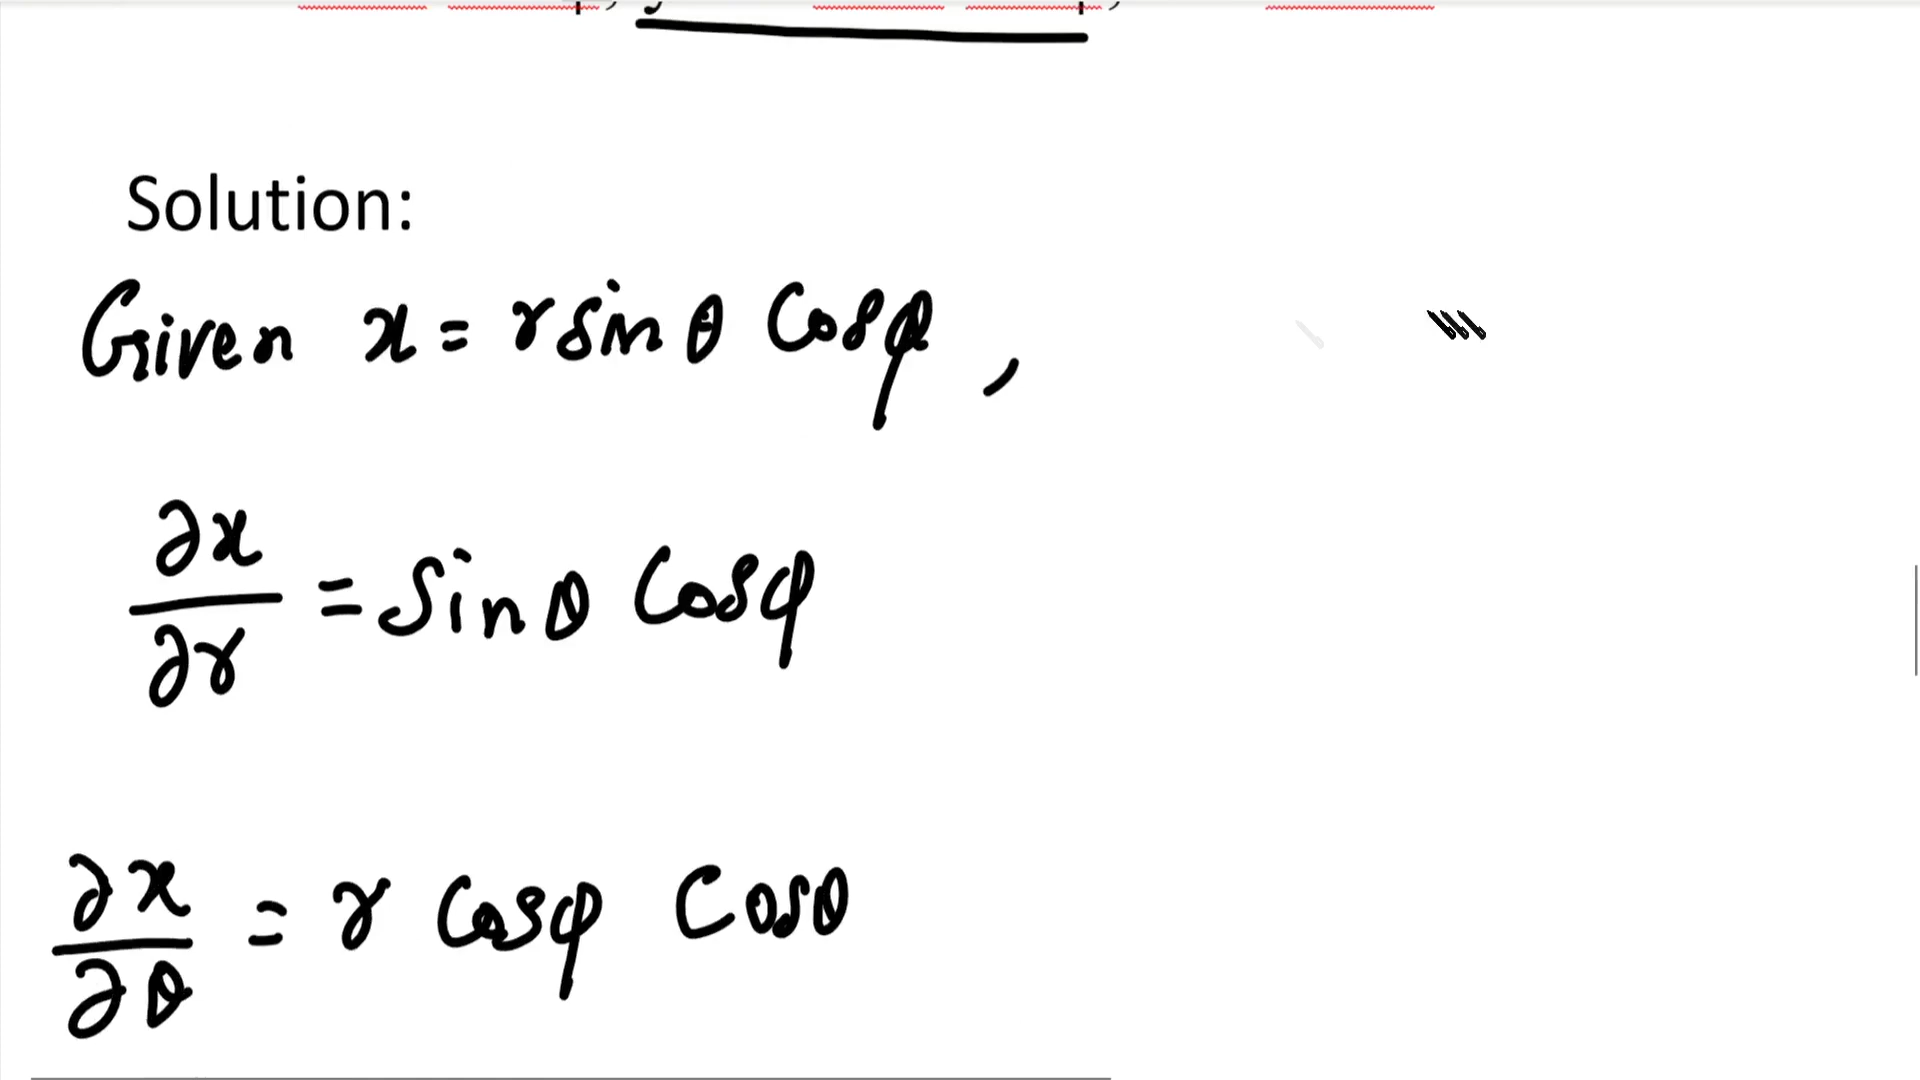 Solution:
Given x = r sin θ Cos φ ,
∂x/∂r = Sin θ Cos φ
∂x/∂θ = r Cos φ Cos θ